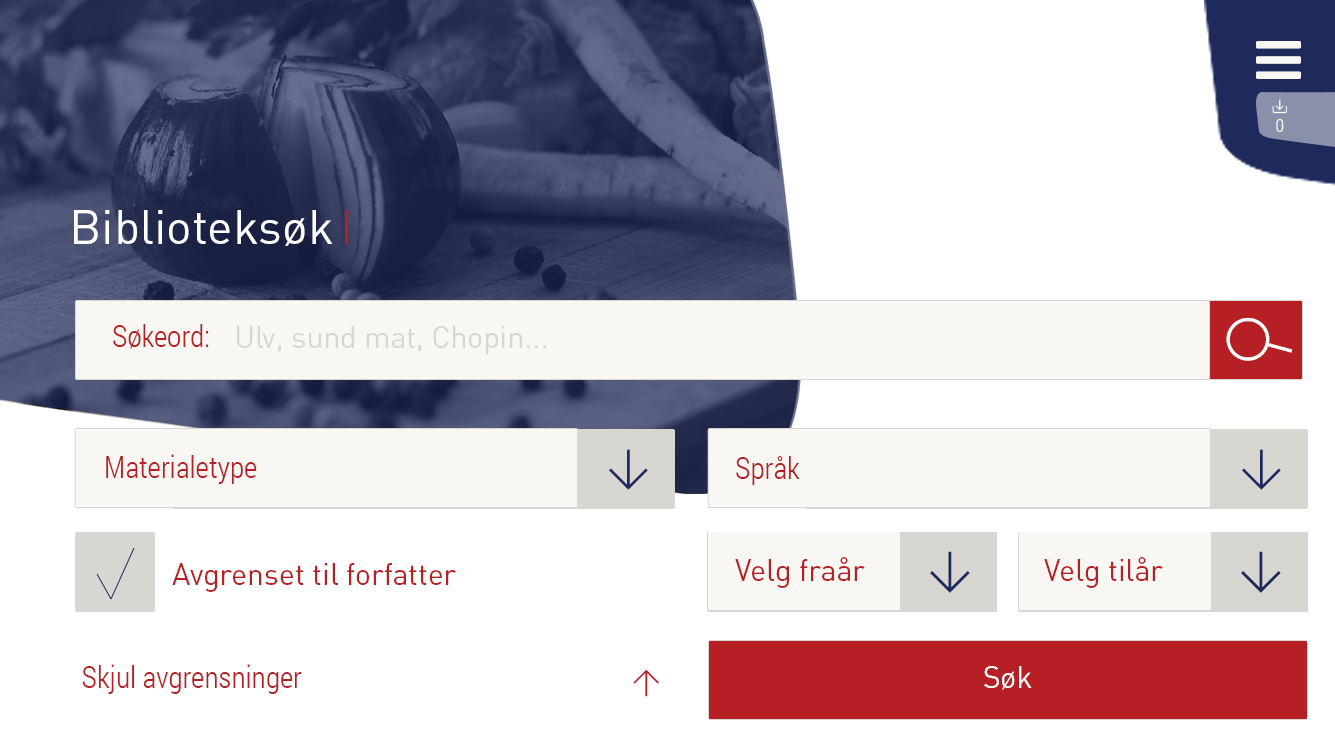 0
Biblioteksøk
Søkeord: Ulv, sund mat, Chopin...
Materialetype
Språk
Avgrenset til forfatter
Velg fraår
Velg tilår
Skjul avgrensninger
Søk